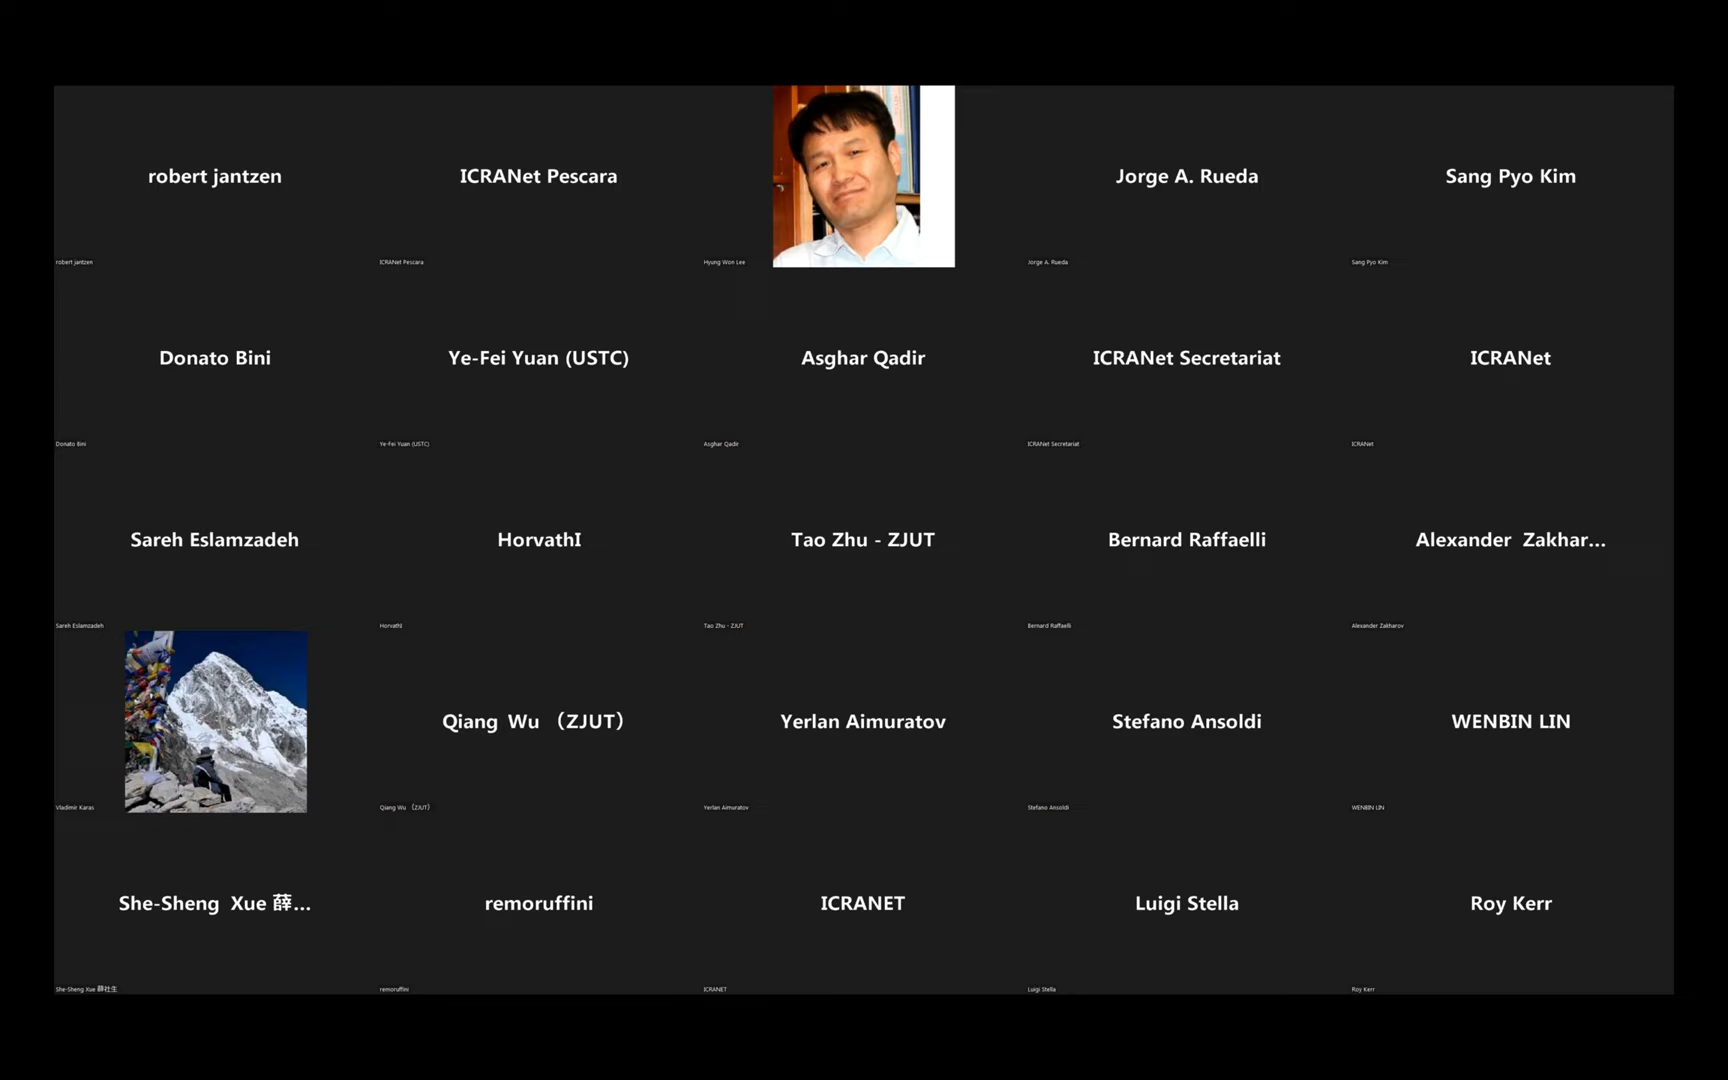 robert jantzen
ICRANet Pescara
Jorge A. Rueda
Sang Pyo Kim
robert jantzen
ICRANet Pescara
Hyung Won Lee
Jorge A. Rueda
Sang Pyo Kim
Donato Bini
Ye-Fei Yuan (USTC)
Asghar Qadir
ICRANet Secretariat
ICRANet
Donato Bini
Ye-Fei Yuan (USTC)
Asghar Qadir
ICRANet Secretariat
ICRANet
Sareh Eslamzadeh
HorvathI
Tao Zhu - ZJUT
Bernard Raffaelli
Alexander Zakhar...
Sareh Eslamzadeh
HorvathI
Tao Zhu - ZJUT
Bernard Raffaelli
Alexander Zakharov
Qiang Wu （ZJUT）
Yerlan Aimuratov
Stefano Ansoldi
WENBIN LIN
Vladimir Karas
Qiang Wu （ZJUT）
Yerlan Aimuratov
Stefano Ansoldi
WENBIN LIN
She-Sheng Xue 薛...
remoruffini
ICRANET
Luigi Stella
Roy Kerr
She-Sheng Xue 薛社生
remoruffini
ICRANET
Luigi Stella
Roy Kerr